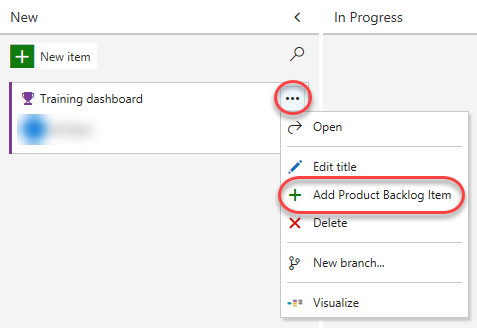 New
In Progress
New item
Training dashboard
Open
Edit title
Add Product Backlog Item
Delete
New branch...
Visualize